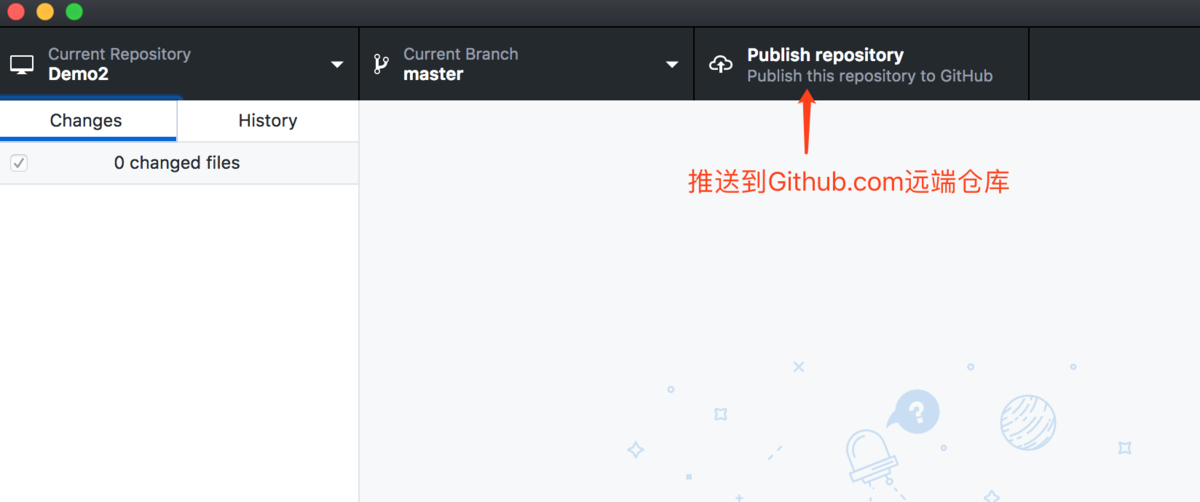 Current Repository
Demo2
Current Branch
master
Publish repository
Publish this repository to GitHub
Changes
History
0 changed files
推送到Github.com远端仓库
?